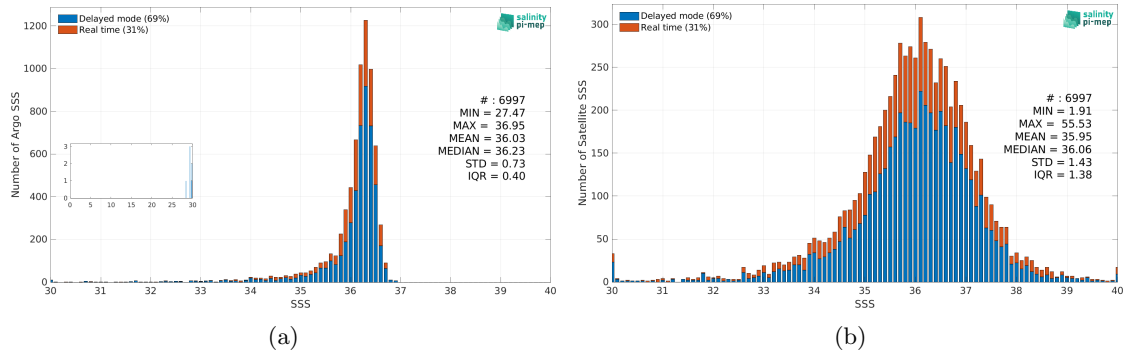 Delayed mode (69%)
Real time (31%)
salinity
pi-mep
1200
1000
800
600
400
200
0
Number of Argo SSS
# : 6997
MIN = 27.47
MAX = 36.95
MEAN = 36.03
MEDIAN = 36.23
STD = 0.73
IQR = 0.40
3
2
1
0
0 5 10 15 20 25 30
30 31 32 33 34 35 36 37 38 39 40
SSS
(a)
Delayed mode (69%)
Real time (31%)
salinity
pi-mep
300
250
200
150
100
50
0
Number of Satellite SSS
# : 6997
MIN = 1.91
MAX = 55.53
MEAN = 35.95
MEDIAN = 36.06
STD = 1.43
IQR = 1.38
30 31 32 33 34 35 36 37 38 39 40
SSS
(b)